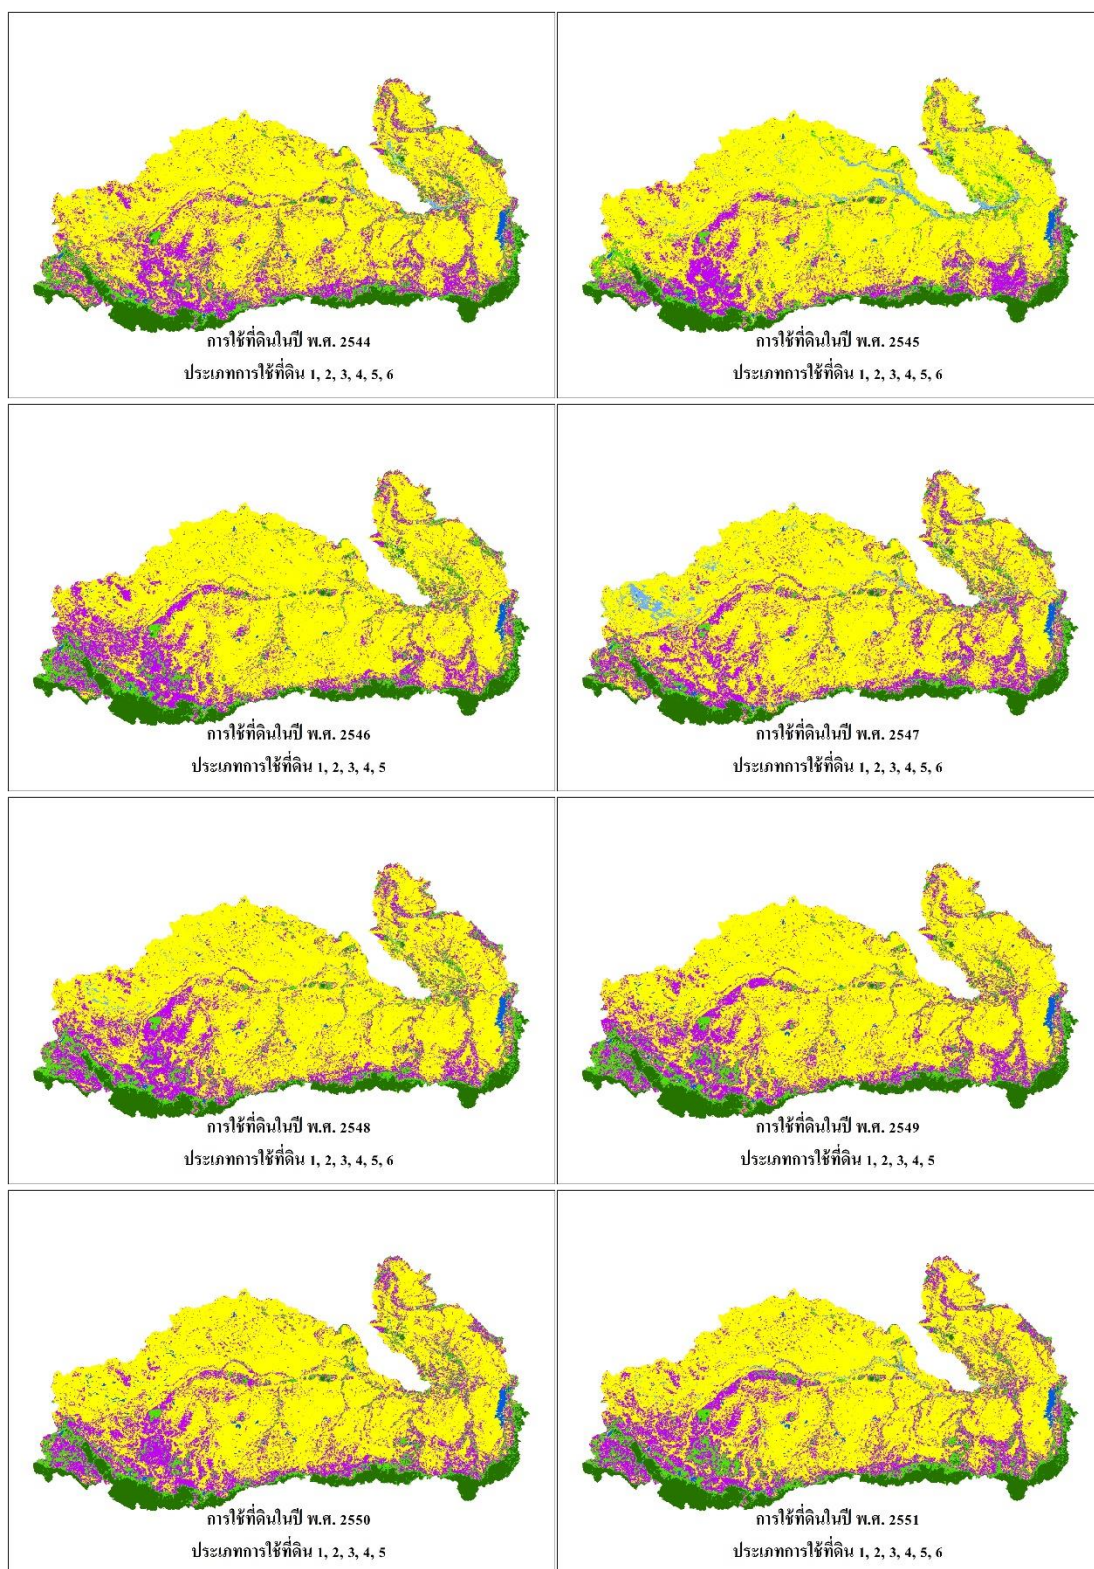 การใช้ที่ดินในปี พ.ศ. 2544
ประเภทการใช้ที่ดิน 1, 2, 3, 4, 5, 6
การใช้ที่ดินในปี พ.ศ. 2545
ประเภทการใช้ที่ดิน 1, 2, 3, 4, 5, 6
การใช้ที่ดินในปี พ.ศ. 2546
ประเภทการใช้ที่ดิน 1, 2, 3, 4, 5
การใช้ที่ดินในปี พ.ศ. 2547
ประเภทการใช้ที่ดิน 1, 2, 3, 4, 5, 6
การใช้ที่ดินในปี พ.ศ. 2548
ประเภทการใช้ที่ดิน 1, 2, 3, 4, 5, 6
การใช้ที่ดินในปี พ.ศ. 2549
ประเภทการใช้ที่ดิน 1, 2, 3, 4, 5
การใช้ที่ดินในปี พ.ศ. 2550
ประเภทการใช้ที่ดิน 1, 2, 3, 4, 5
การใช้ที่ดินในปี พ.ศ. 2551
ประเภทการใช้ที่ดิน 1, 2, 3, 4, 5, 6